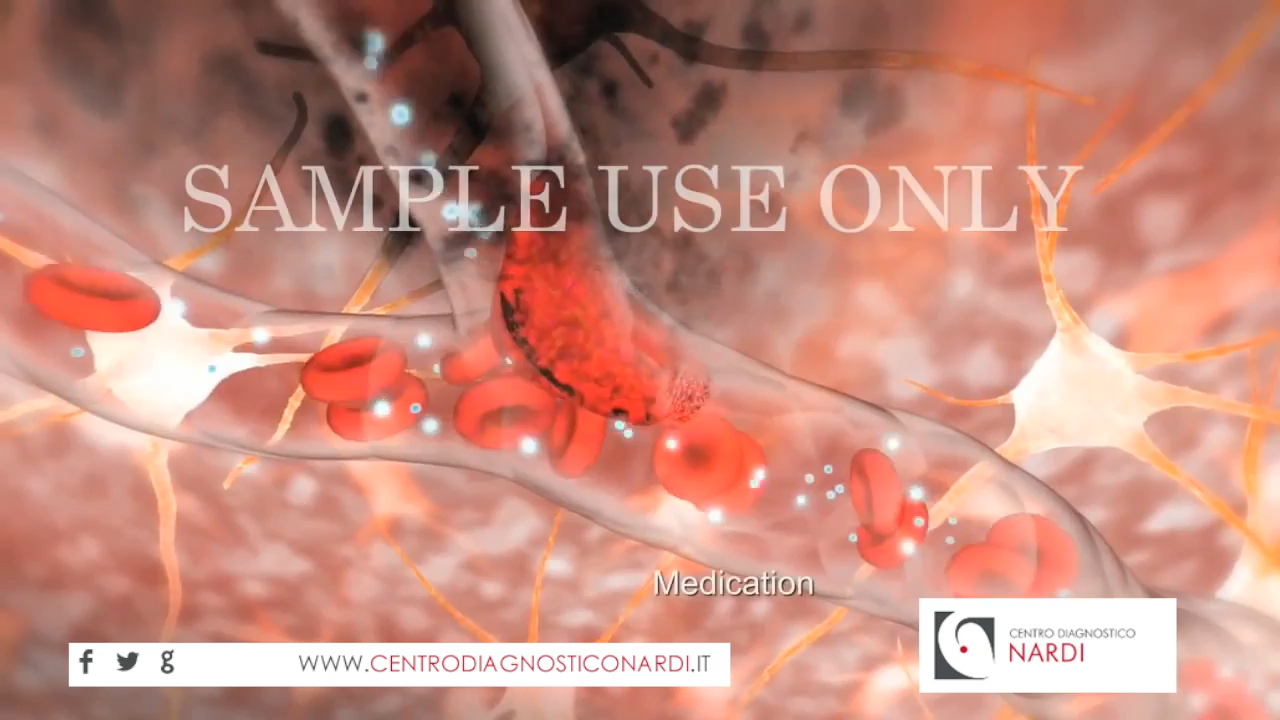 SAMPLE USE ONLY
Medication
WWW.CENTRODIAGNOSTICONARDI.IT
CENTRO DIAGNOSTICO
NARDI